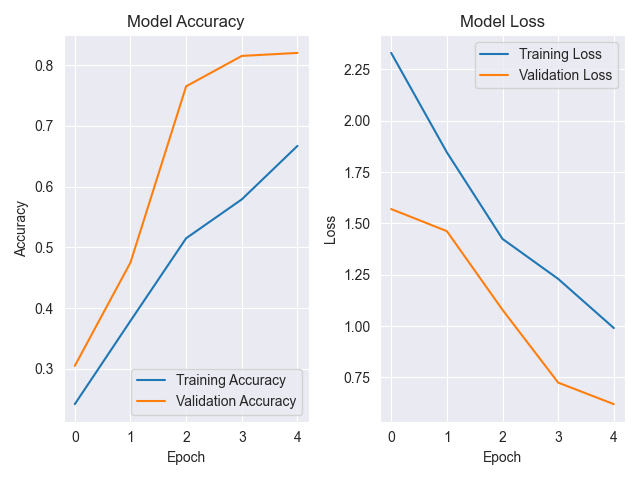 Model Accuracy
0.8
0.7
0.6
0.5
0.4
0.3
Accuracy
Training Accuracy
Validation Accuracy
0 1 2 3 4
Epoch
Model Loss
Training Loss
Validation Loss
2.25
2.00
1.75
1.50
1.25
1.00
0.75
Loss
0 1 2 3 4
Epoch